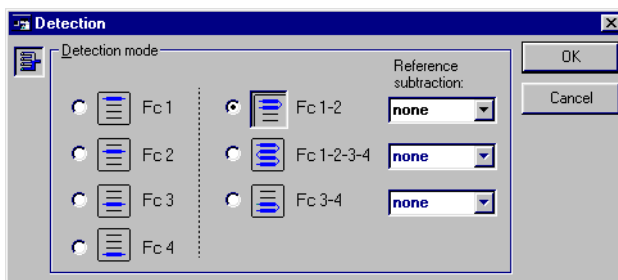 Detection
Detection mode
Reference
subtraction:
OK
Cancel
Fc 1
Fc 1-2
none
Fc 2
Fc 1-2-3-4
none
Fc 3
Fc 3-4
none
Fc 4